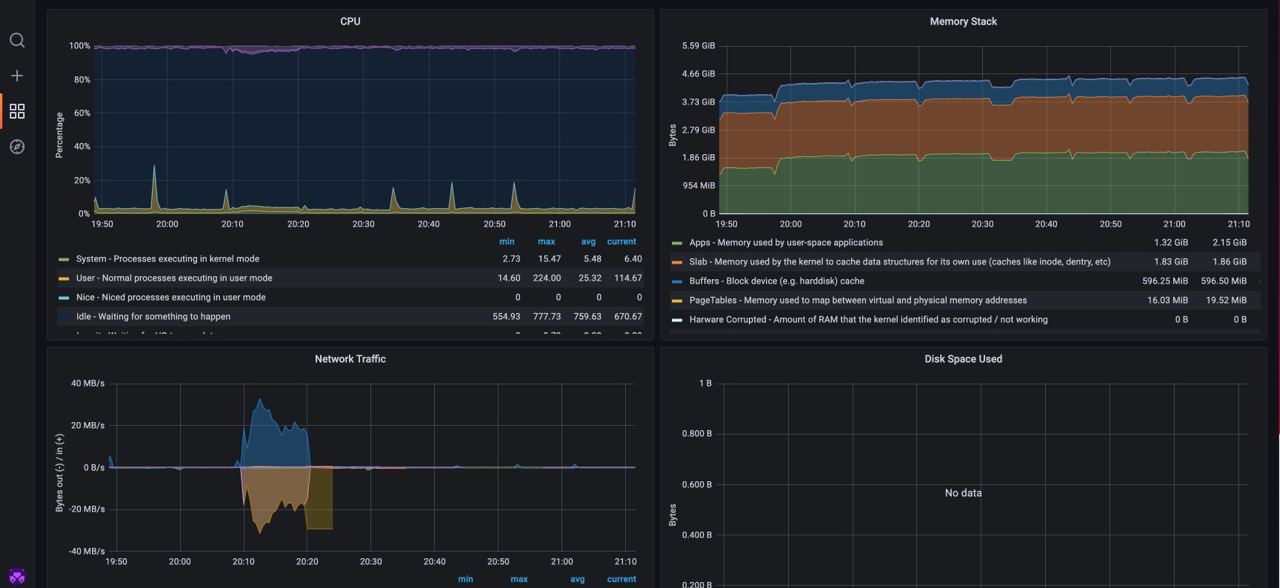 CPU
100%
80%
60%
40%
20%
0%
Percentage
19:50 20:00 20:10 20:20 20:30 20:40 20:50 21:00 21:10
min max avg current
System - Processes executing in kernel mode 2.73 15.47 5.48 6.40
User - Normal processes executing in user mode 14.60 224.00 25.32 114.67
Nice - Niced processes executing in user mode 0 0 0 0
Idle - Waiting for something to happen 554.93 777.73 759.63 670.67
Memory Stack
5.59 GiB
4.66 GiB
3.73 GiB
2.79 GiB
1.86 GiB
954 MiB
0 B
Bytes
19:50 20:00 20:10 20:20 20:30 20:40 20:50 21:00 21:10
Apps - Memory used by user-space applications 1.32 GiB 2.15 GiB
Slab - Memory used by the kernel to cache data structures for its own use (caches like inode, dentry, etc) 1.83 GiB 1.86 GiB
Buffers - Block device (e.g. harddisk) cache 596.25 MiB 596.50 MiB
PageTables - Memory used to map between virtual and physical memory addresses 16.03 MiB 19.52 MiB
Harware Corrupted - Amount of RAM that the kernel identified as corrupted / not working 0 B 0 B
Network Traffic
40 MB/s
20 MB/s
0 B/s
-20 MB/s
-40 MB/s
Bytes out (-) / in (+)
19:50 20:00 20:10 20:20 20:30 20:40 20:50 21:00 21:10
min max avg current
Disk Space Used
1 B
0.800 B
0.600 B
0.400 B
0.200 B
Bytes
No data